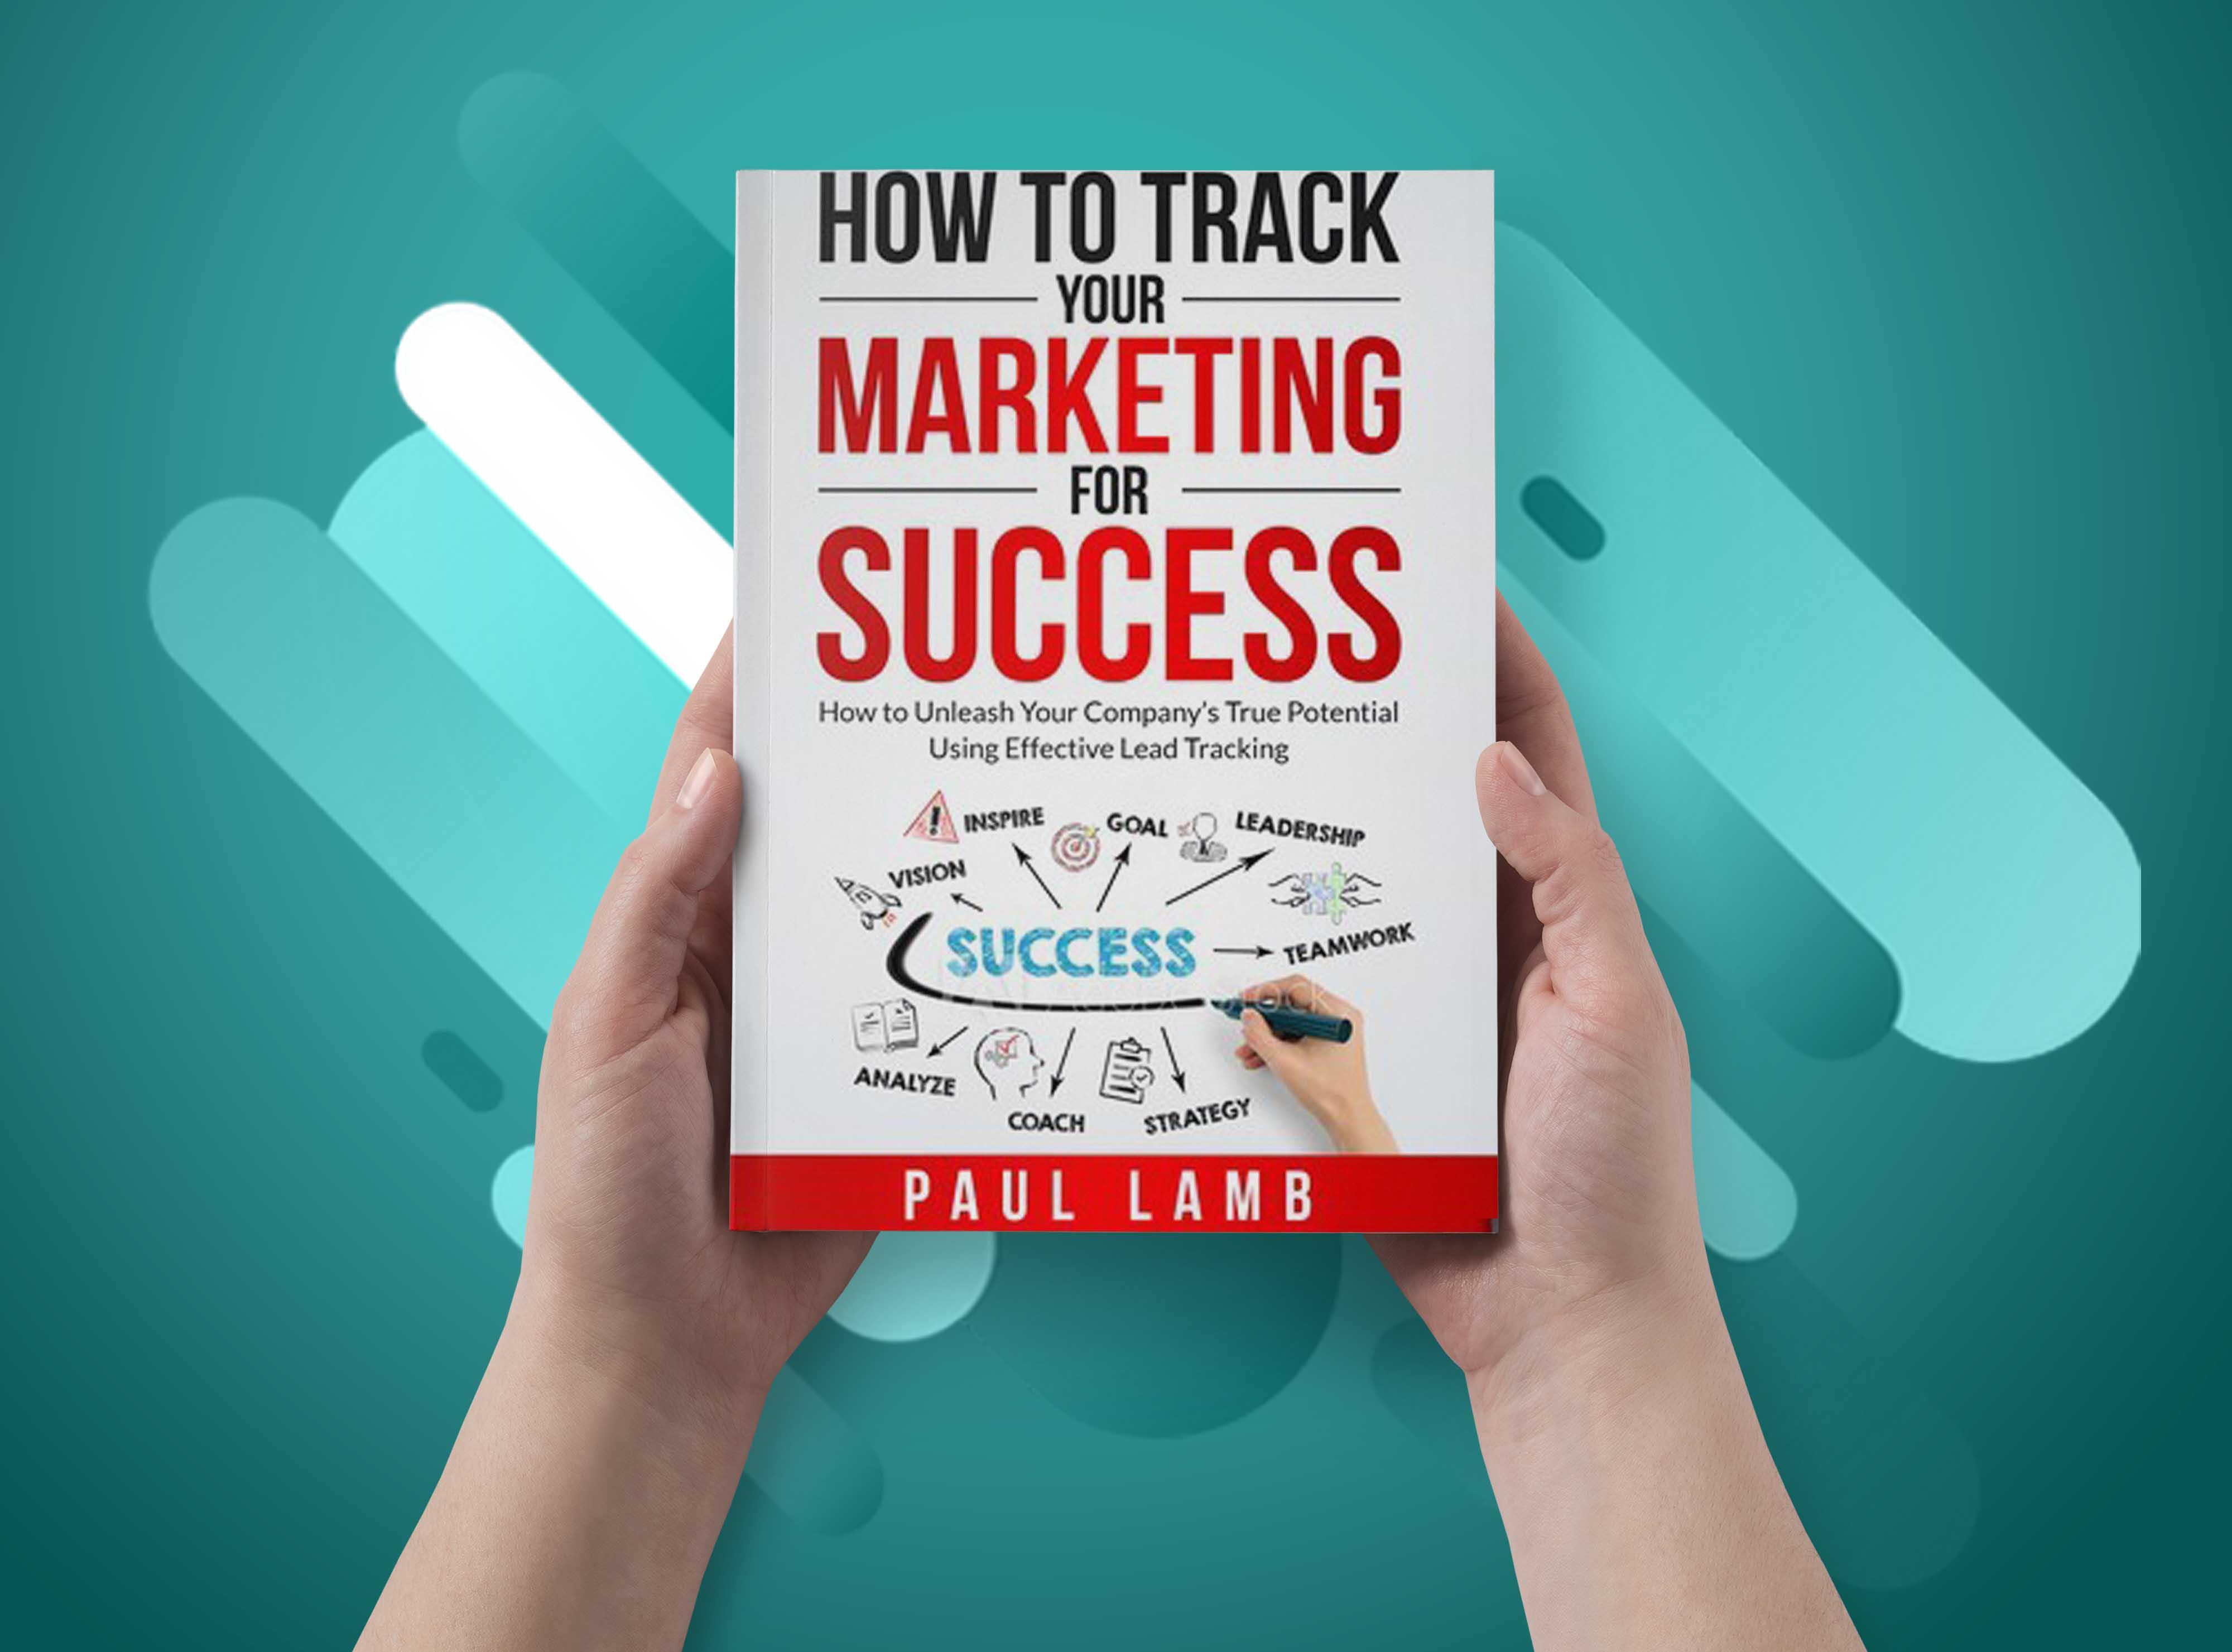 HOW TO TRACK
YOUR
MARKETING
FOR
SUCCESS
How to Unleash Your Company's True Potential
Using Effective Lead Tracking
INSPIRE
GOAL
LEADERSHIP
VISION
SUCCESS
TEAMWORK
ANALYZE
COACH
STRATEGY
PAUL LAMB